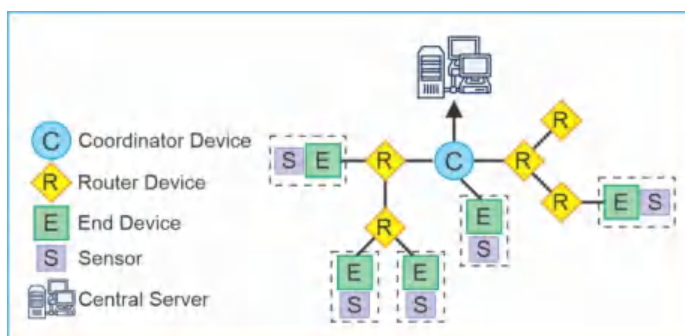 C Coordinator Device
R Router Device
E End Device
S Sensor
Central Server
R
S E R C R
R E S
R E S
E S
E S